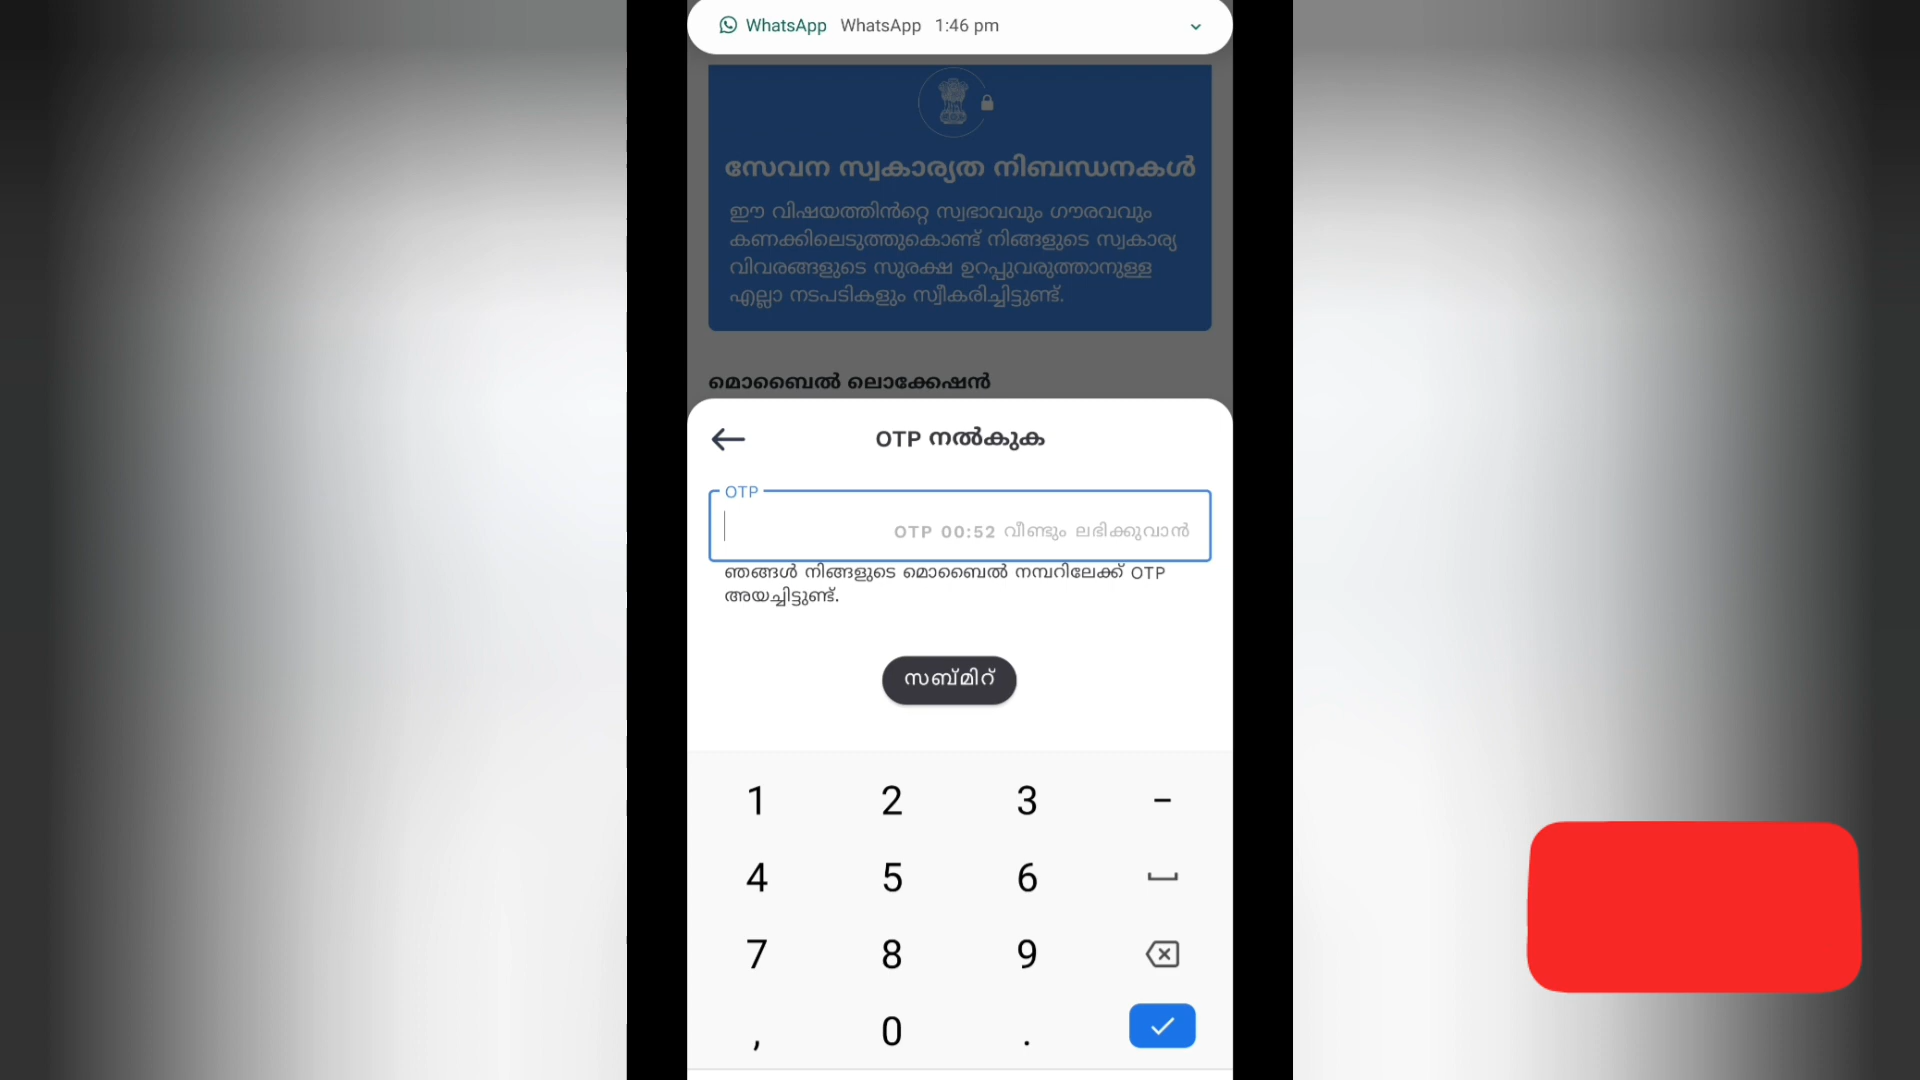 WhatsApp WhatsApp 1:46 pm
സേവന സ്വകാര്യത നിബന്ധനകൾ
ഈ വിഷയത്തിൻറ്റെ സ്വഭാവവും ഗൗരവവും
കണക്കിലെടുത്തുകൊണ്ട് നിങ്ങളുടെ സ്വകാര്യ
വിവരങ്ങളുടെ സുരക്ഷ ഉറപ്പുവരുത്താനുള്ള
എല്ലാ നടപടികളും സ്വീകരിച്ചിട്ടുണ്ട്.
മൊബൈൽ ലൊക്കേഷൻ
OTP നൽകുക
OTP
OTP 00:52 വീണ്ടും ലഭിക്കുവാൻ
ഞങ്ങൾ നിങ്ങളുടെ മൊബൈൽ നമ്പറിലേക്ക് OTP
അയച്ചിട്ടുണ്ട്.
സബ്മിറ്
1 2 3 -
4 5 6
7 8 9
, 0 .